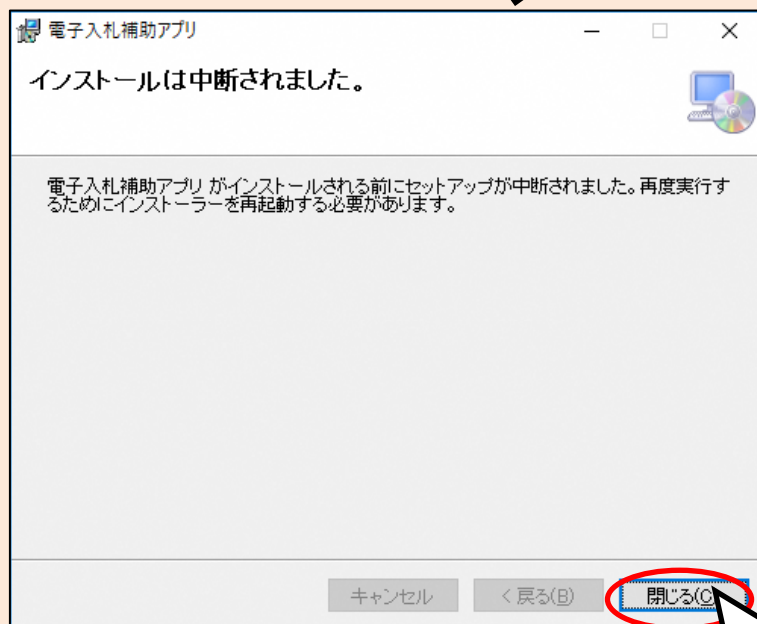 電子入札補助アプリ
インストールは中断されました。
電子入札補助アプリ がインストールされる前にセットアップが中断されました。再度実行す
るためにインストーラーを再起動する必要があります。
キャンセル
< 戻る(B)
閉じる(C)